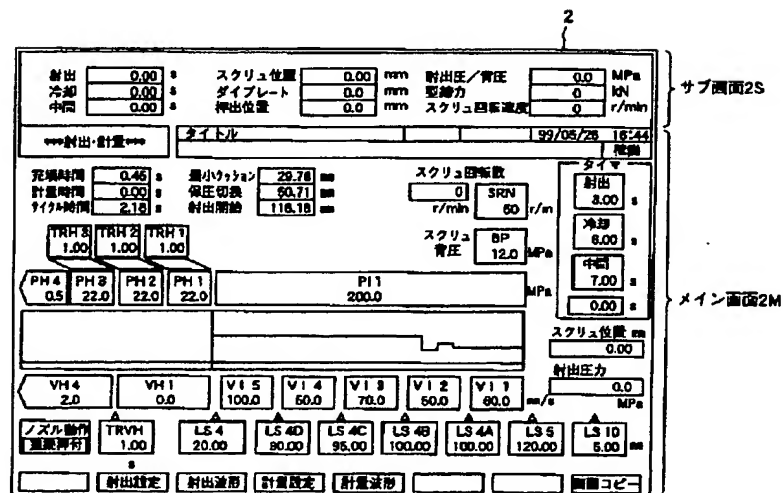 2
射出 0.00 s スクリュ位置 0.00 mm 射出圧/背圧 0.0 MPa
冷却 0.00 s ダイプレート 0.0 mm 型締力 0 kN
中間 0.00 s 押出位置 0.0 mm スクリュ回転速度 0 r/min
サブ画面2S
***射出・計量*** タイトル 99/05/26 16:44
充填時間 0.46 s 最小クッション 29.76 mm スクリュ回転数 タイマ
計量時間 0.00 s 保圧切換 50.71 mm 0 SRN 射出 8.00 s
サイクル時間 2.18 s 射出開始 116.18 mm r/min 50 r/m
TRH 3 TRH 2 TRH 1 スクリュ BP 冷却 6.00 s
1.00 1.00 1.00 背圧 12.0 MPa
中間 7.00 s
PH 4 PH 3 PH 2 PH 1 PI 1
0.5 22.0 22.0 22.0 200.0 MPa
0.00 s
メイン画面2M
スクリュ位置 mm
0.00
射出圧力
0.0
MPa
VH 4 VH 1 VI 5 VI 4 VI 3 VI 2 VI 1
2.0 0.0 100.0 50.0 70.0 50.0 60.0 mm/s
ノズル動作 TRVH LS 4 LS 4D LS 4C LS 4B LS 4A LS 5 LS 10
1.00 20.00 80.00 95.00 100.00 100.00 120.00 5.00 mm
s
射出設定 射出波形 計量設定 計量波形 画面コピー